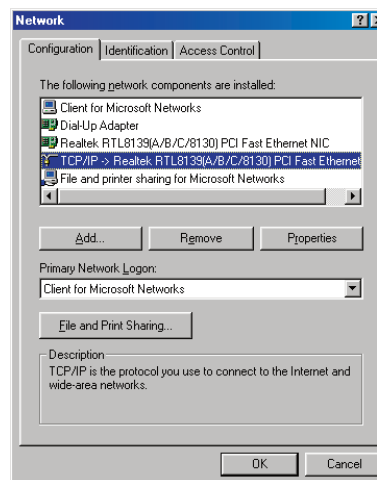 Network
Configuration Identification Access Control
The following network components are installed:
Client for Microsoft Networks
Dial-Up Adapter
Realtek RTL8139(A/B/C/8130) PCI Fast Ethernet NIC
TCP/IP -> Realtek RTL8139(A/B/C/8130) PCI Fast Ethernet
File and printer sharing for Microsoft Networks
Add... Remove Properties
Primary Network Logon:
Client for Microsoft Networks
File and Print Sharing...
Description
TCP/IP is the protocol you use to connect to the Internet and
wide-area networks.
OK Cancel